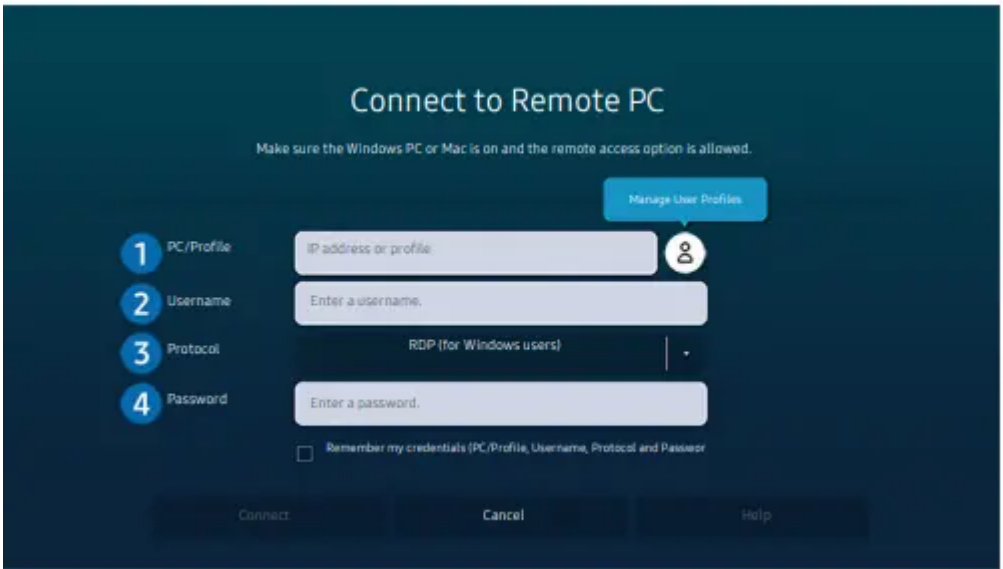 Connect to Remote PC
Make sure the Windows PC or Mac is on and the remote access option is allowed.
Manage User Profiles
1 PC/Profile IP address or profile
2 Username Enter a username.
3 Protocol RDP (for Windows users)
4 Password Enter a password.
Remember my credentials (PC/Profile, Username, Protocol and Passwor
Connect Cancel Help